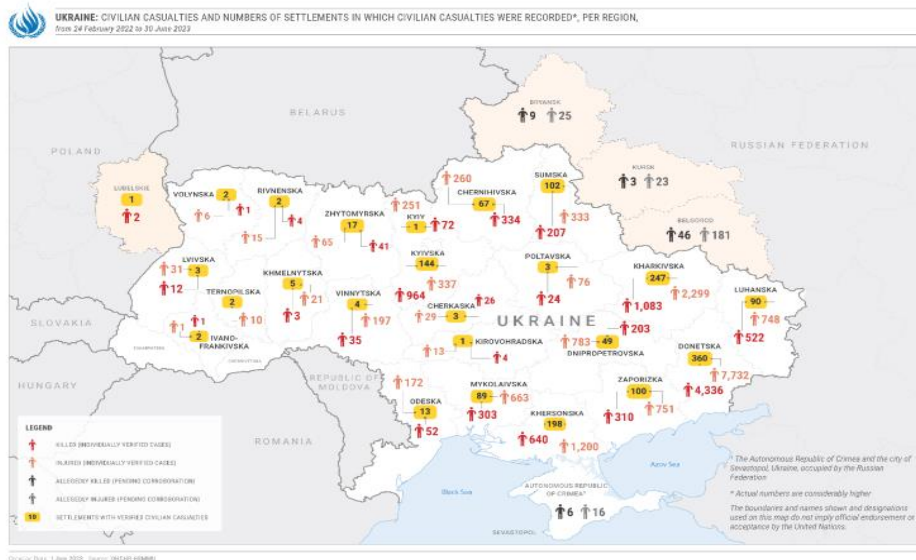 UKRAINE: CIVILIAN CASUALTIES AND NUMBERS OF SETTLEMENTS IN WHICH CIVILIAN CASUALTIES WERE RECORDED*, PER REGION,
from 24 February 2022 to 30 June 2023
BELARUS
POLAND
RUSSIAN FEDERATION
BRYANSK
9 25
KURSK
3 23
BELGOROD
46 181
LUBELSKIE
1
2
VOLYNSKA 2
6 1
RIVNENSKA
2
15 4
ZHYTOMYRSKA
17
65 41
251
KYIV
1 72
260
CHERNIHIVSKA
67
334
SUMSKA
102
333
207
KYIVSKA
144
337
964
POLTAVSKA
3
76
24
KHARKIVSKA
247
2,299
1,083
LUHANSKA
90
748
522
LVIVSKA
31 3
12
TERNOPILSKA
2
10
KHMELNYTSKA
5
21
3
VINNYTSKA
4
197
35
CHERKASKA
26
29 3
UKRAINE
203
783 49
DNIPROPETROVSKA
DONETSKA
360
7,732
4,336
1
1 2 IVANO-
FRANKIVSKA
1 KIROVOHRADSKA
13 4
SLOVAKIA
HUNGARY
REPUBLIC OF
MOLDOVA
ROMANIA
172
ODESKA
13
52
MYKOLAIVSKA
89 663
303
KHERSONSKA
198
640 1,200
ZAPORIZKA
100
310 751
Black Sea
Azov Sea
AUTONOMOUS REPUBLIC
OF CRIMEA*
6 16
SEVASTOPOL
LEGEND
KILLED (INDIVIDUALLY VERIFIED CASES)
INJURED (INDIVIDUALLY VERIFIED CASES)
ALLEGEDLY KILLED (PENDING CORROBORATION)
ALLEGEDLY INJURED (PENDING CORROBORATION)
10 SETTLEMENTS WITH VERIFIED CIVILIAN CASUALTIES
* The Autonomous Republic of Crimea and the city of
Sevastopol, Ukraine, occupied by the Russian
Federation
* Actual numbers are considerably higher
The boundaries and names shown and designations
used on this map do not imply official endorsement or
acceptance by the United Nations.